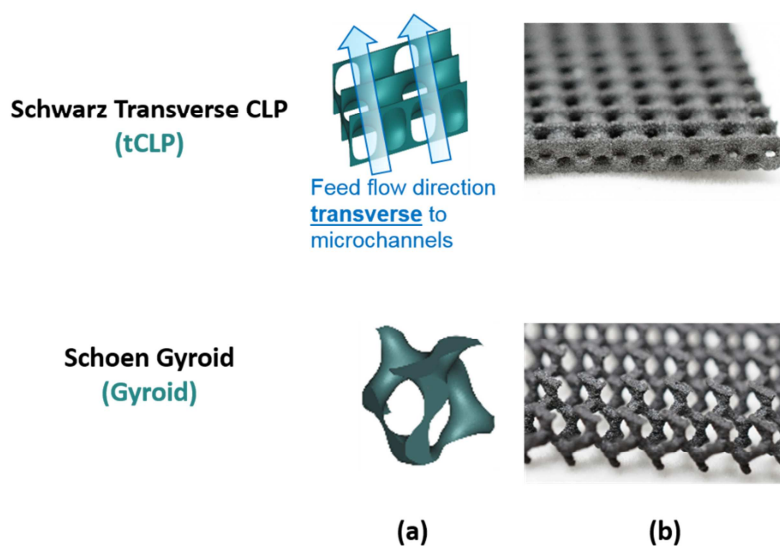 Schwarz Transverse CLP
(tCLP)
Feed flow direction
transverse to
microchannels
Schoen Gyroid
(Gyroid)
(a)
(b)